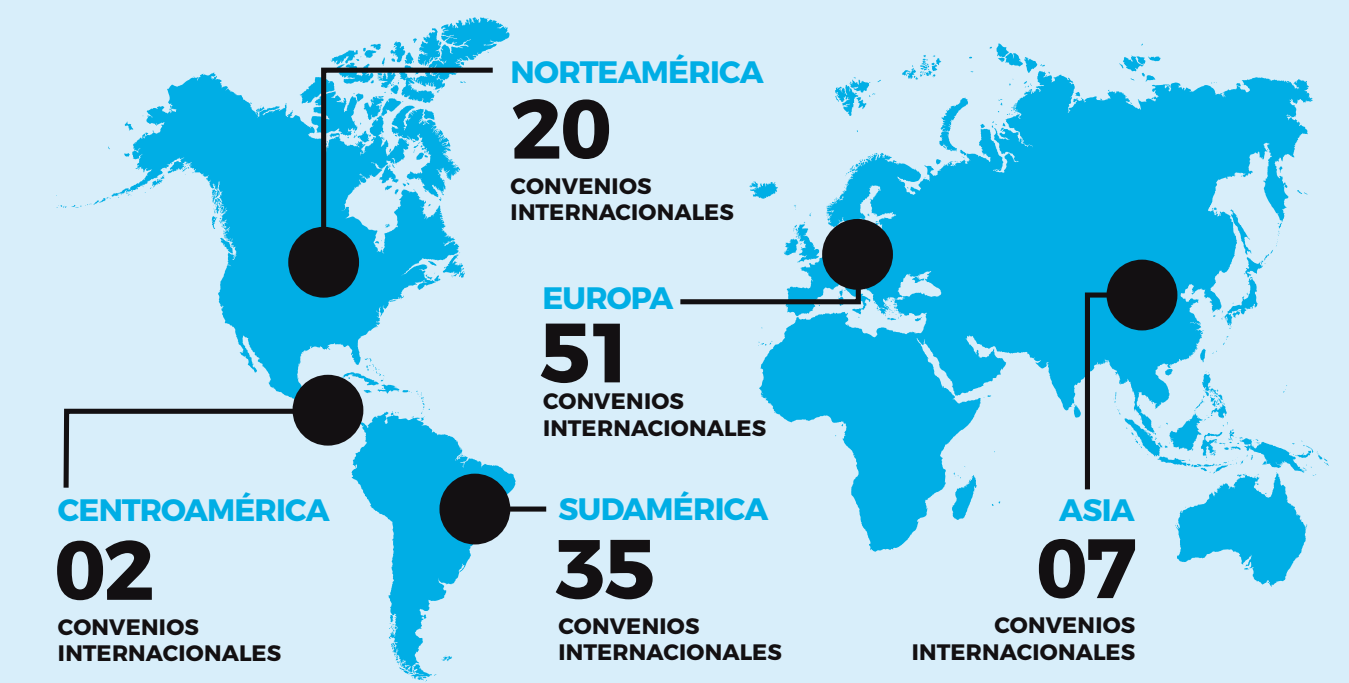 NORTEAMÉRICA
20
CONVENIOS
INTERNACIONALES
EUROPA
51
CONVENIOS
INTERNACIONALES
CENTROAMÉRICA
02
CONVENIOS
INTERNACIONALES
SUDAMÉRICA
35
CONVENIOS
INTERNACIONALES
ASIA
07
CONVENIOS
INTERNACIONALES